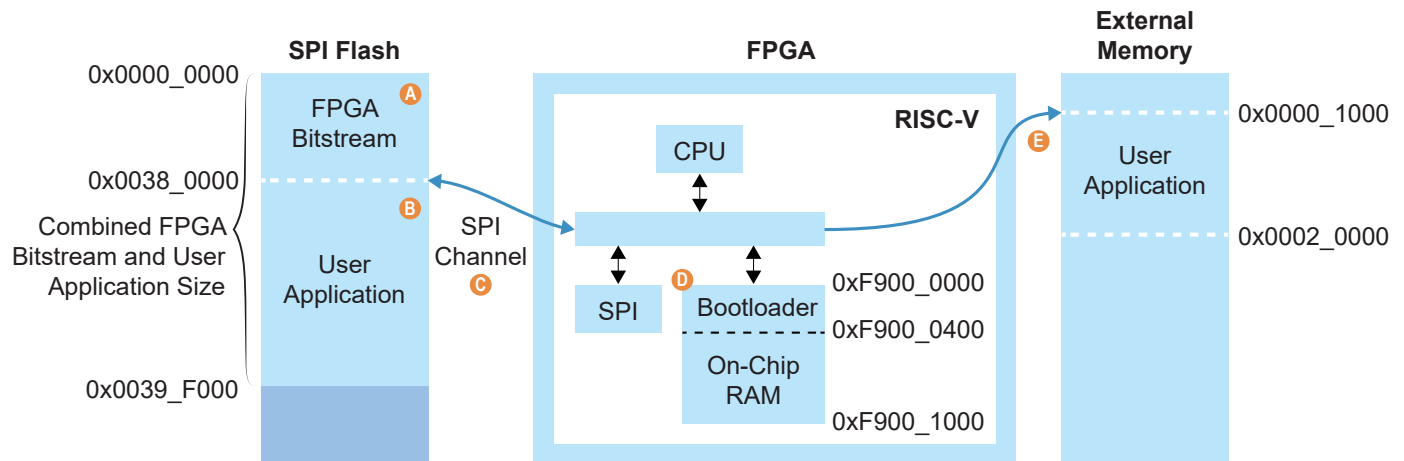 SPI Flash
0x0000_0000
A
FPGA
Bitstream
0x0038_0000
B
Combined FPGA
Bitstream and User
Application Size
User
Application
0x0039_F000
SPI
Channel
C
FPGA
RISC-V
CPU
D
SPI
Bootloader
0xF900_0000
0xF900_0400
On-Chip
RAM
0xF900_1000
E
External
Memory
0x0000_1000
User
Application
0x0002_0000